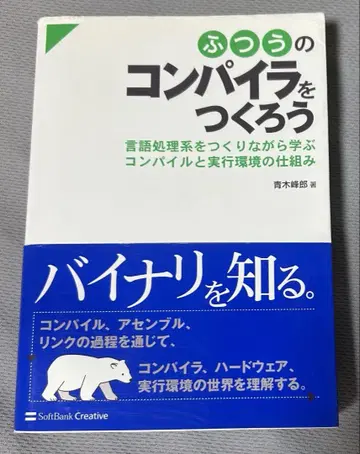 ふつうの
コンパイラを
つくろう
言語処理系をつくりながら学ぶ
コンパイルと実行環境の仕組み
青木峰郎 著
バイナリを知る。
コンパイル、アセンブル、
リンクの過程を通じて、
コンパイラ、ハードウェア、
実行環境の世界を理解する。
SoftBank Creative